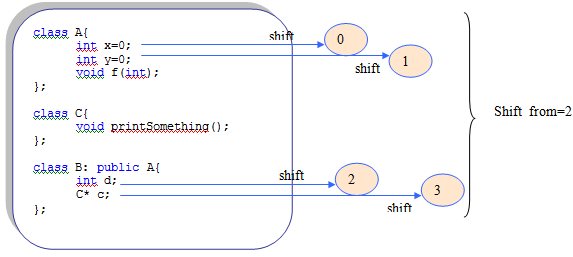 class A{
int x=0;
shift
0
int y=0;
shift
1
void f(int);
};
class C{
void printSomething();
};
Shift from=2
class B: public A{
int d;
shift
2
C* c;
shift
3
};